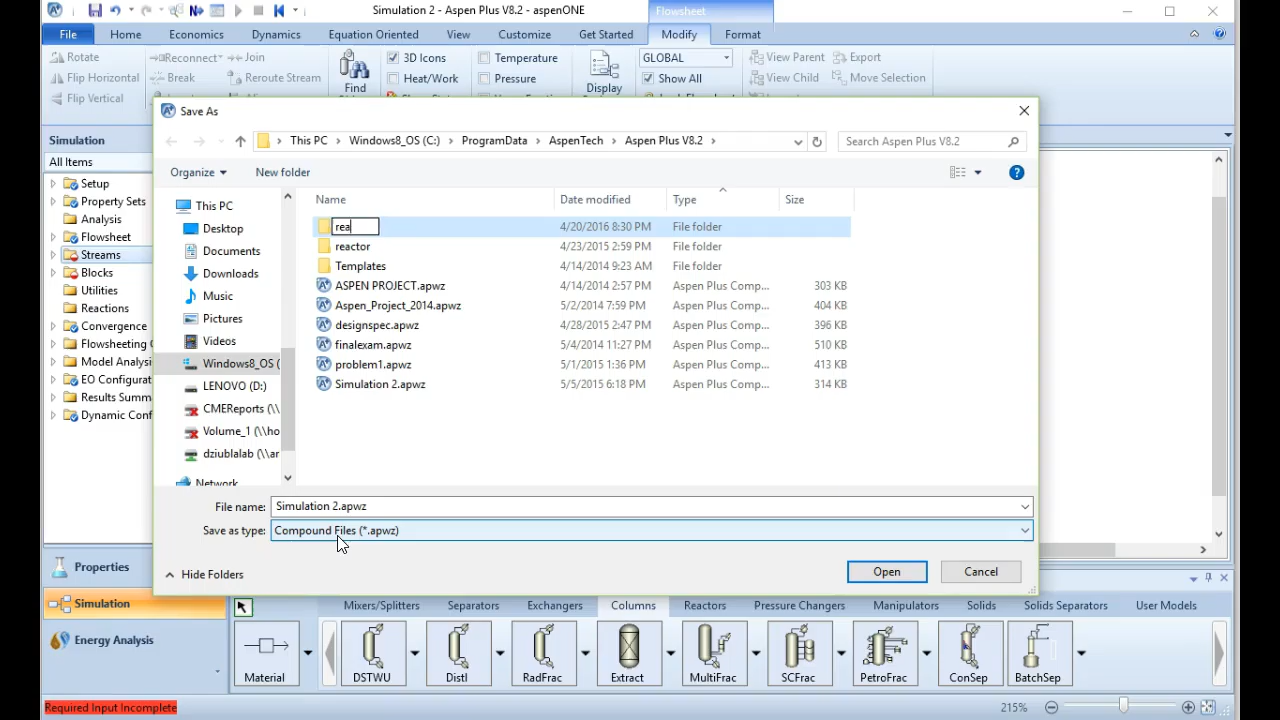 Simulation 2 - Aspen Plus V8.2 - aspenONE
Flowsheet
File Home Economics Dynamics Equation Oriented View Customize Get Started Modify Format
Rotate
Flip Horizontal
Flip Vertical
Reconnect
Break
Join
Reroute Stream
Find
3D Icons
Heat/Work
Temperature
Pressure
Display
GLOBAL
Show All
View Parent
View Child
Export
Move Selection
Simulation
All Items
Setup
Property Sets
Analysis
Flowsheet
Streams
Blocks
Utilities
Reactions
Convergence
Flowsheeting
Model Analysi
EO Configurat
Results Summ
Dynamic Conf
Properties
Simulation
Energy Analysis
Save As
This PC Windows8_OS (C:) ProgramData AspenTech Aspen Plus V8.2
Search Aspen Plus V8.2
Organize New folder
This PC
Desktop
Documents
Downloads
Music
Pictures
Videos
Windows8_OS (
LENOVO (D:)
CMEReports (\\
Volume_1 (\\ho
dziublalab (\\ar
Network
Name Date modified Type Size
rea 4/20/2016 8:30 PM File folder
reactor 4/23/2015 2:59 PM File folder
Templates 4/14/2014 9:23 AM File folder
ASPEN PROJECT.apwz 4/14/2014 2:57 PM Aspen Plus Comp... 303 KB
Aspen_Project_2014.apwz 5/2/2014 7:59 PM Aspen Plus Comp... 404 KB
designspec.apwz 4/28/2015 2:47 PM Aspen Plus Comp... 396 KB
finalexam.apwz 5/4/2014 11:27 PM Aspen Plus Comp... 510 KB
problem1.apwz 5/1/2015 1:36 PM Aspen Plus Comp... 413 KB
Simulation 2.apwz 5/5/2015 6:18 PM Aspen Plus Comp... 314 KB
File name: Simulation 2.apwz
Save as type: Compound Files (*.apwz)
Hide Folders
Open Cancel
Mixers/Splitters Separators Exchangers Columns Reactors Pressure Changers Manipulators Solids Solids Separators User Models
Material DSTWU Distl RadFrac Extract MultiFrac SCFrac PetroFrac ConSep BatchSep
Required Input Incomplete
215%